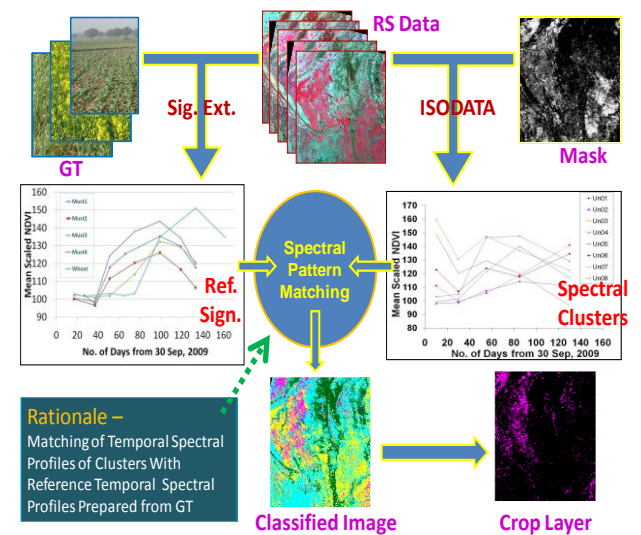 RS Data
Sig. Ext.
ISODATA
GT
Mask
160
150
140
130
120
110
100
90
Mean Scaled NDVI
Must1
Must2
Must3
Must4
Wheat
0 20 40 60 80 100 120 140 160
No. of Days from 30 Sep, 2009
Ref.
Sign.
Spectral
Pattern
Matching
170
160
150
140
130
120
110
100
90
80
Mean Scaled NDVI
Un01
Un02
Un03
Un04
Un05
Un06
Un07
Un08
0 20 40 60 80 100 120 140 160
No. of Days from 30 Sep, 2009
Spectral
Clusters
Rationale –
Matching of Temporal Spectral
Profiles of Clusters With
Reference Temporal Spectral
Profiles Prepared from GT
Classified Image
Crop Layer